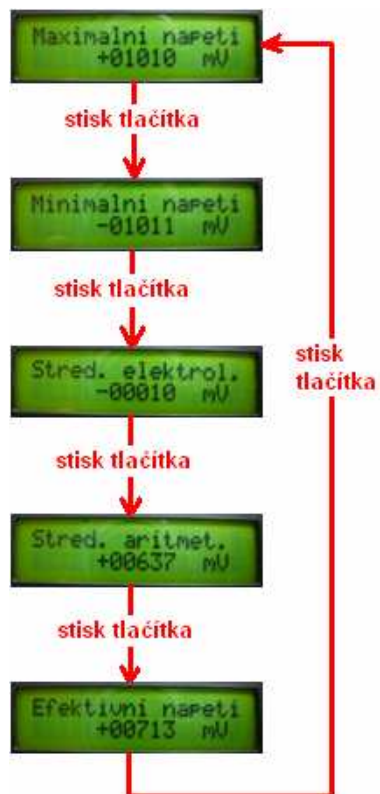 Maximalni napeti
+01010 mV
stisk tlačítka
Minimalni napeti
-01011 mV
stisk tlačítka
Stred. elektrol.
-00010 mV
stisk
tlačítka
stisk tlačítka
Stred. aritmet.
+00637 mV
stisk tlačítka
Efektivni napeti
+00713 mV